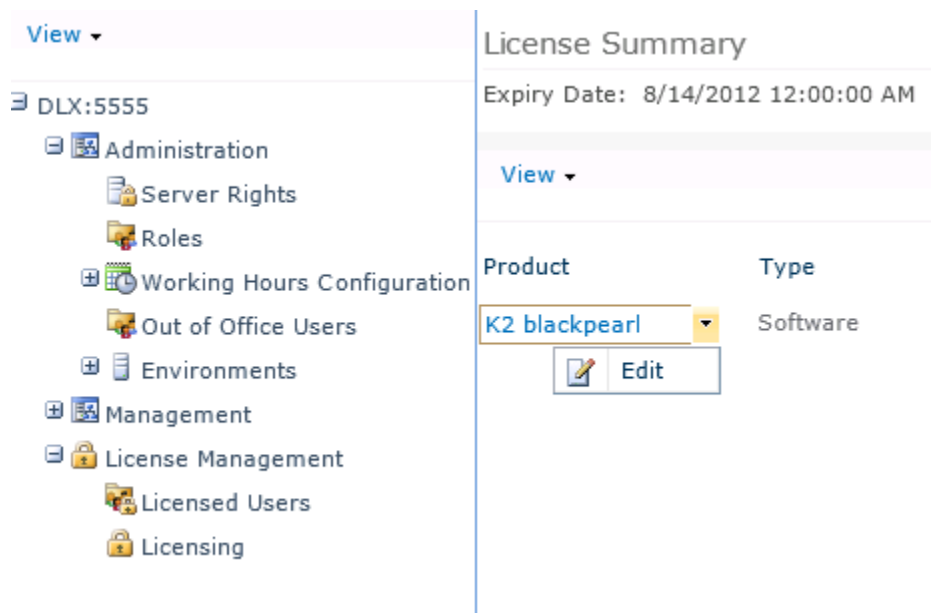 View
DLX:5555
Administration
Server Rights
Roles
Working Hours Configuration
Out of Office Users
Environments
Management
License Management
Licensed Users
Licensing
License Summary
Expiry Date: 8/14/2012 12:00:00 AM
View
Product Type
K2 blackpearl Software
Edit